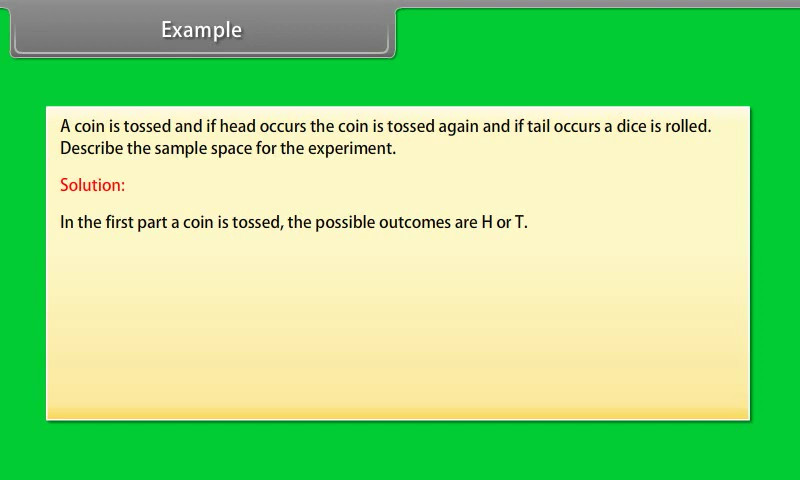 Example
A coin is tossed and if head occurs the coin is tossed again and if tail occurs a dice is rolled.
Describe the sample space for the experiment.
Solution:
In the first part a coin is tossed, the possible outcomes are H or T.